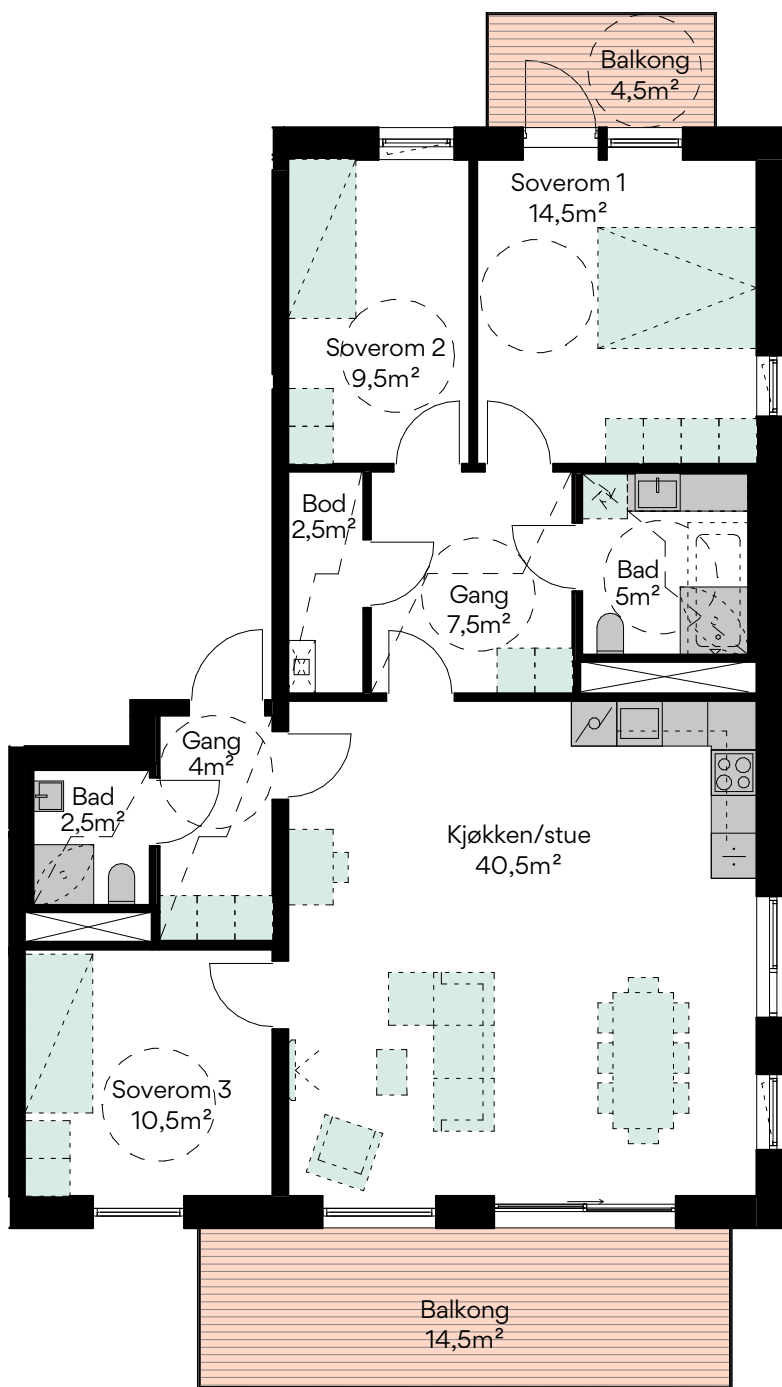 Balkong
4,5m²
Soverom 1
14,5m²
Soverom 2
9,5m²
Bod
2,5m²
Gang
7,5m²
Bad
5m²
Gang
4m²
Bad
2,5m²
Kjøkken/stue
40,5m²
Soverom 3
10,5m²
Balkong
14,5m²